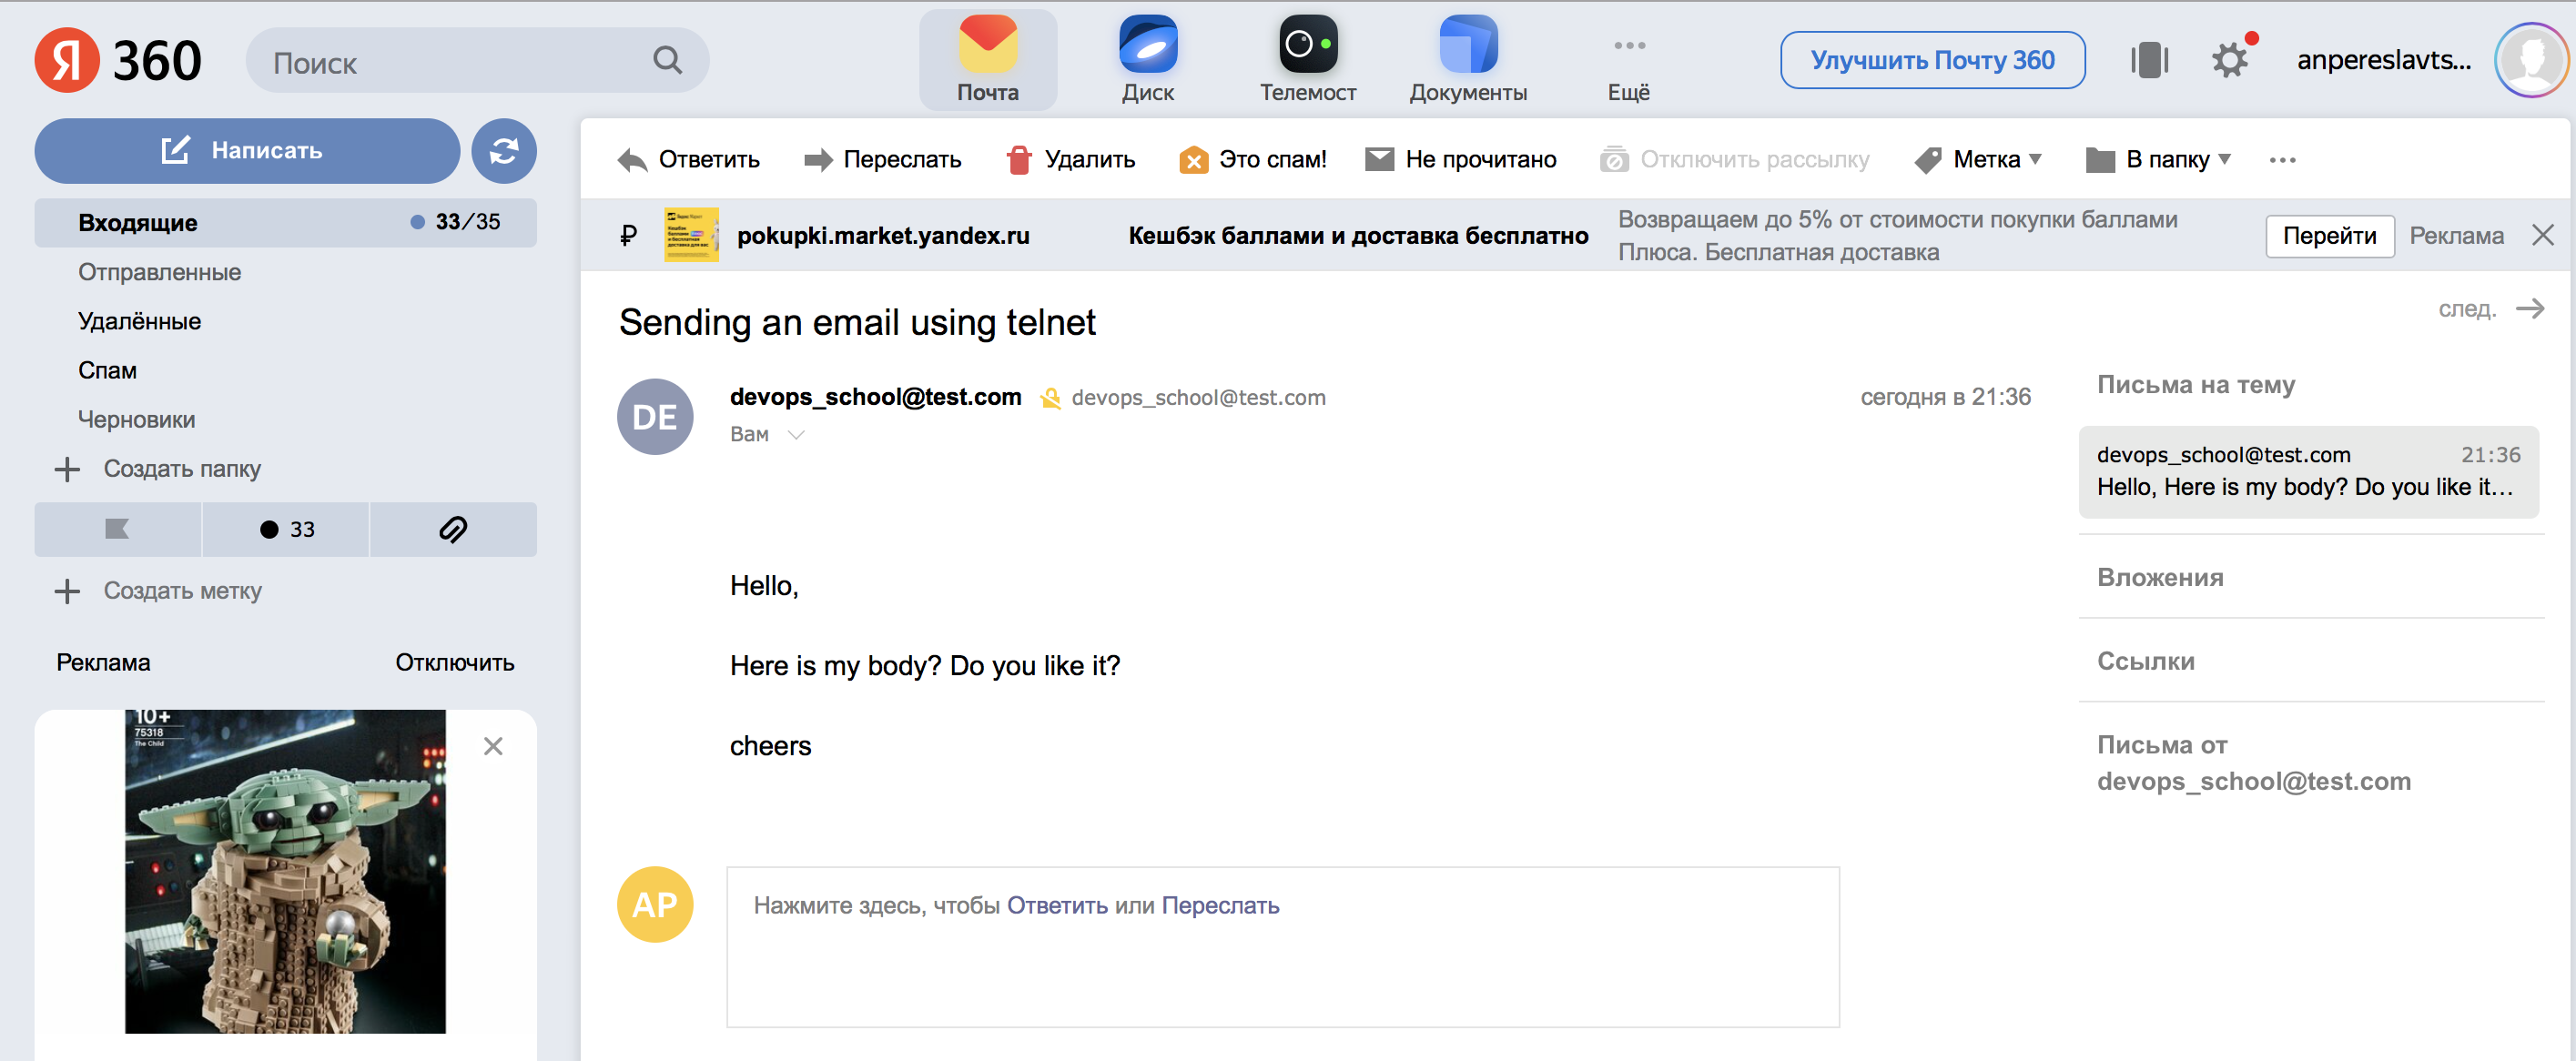 Я 360
Поиск
Почта
Диск
Телемост
Документы
Ещё
Улучшить Почту 360
anpereslavts...
Написать
Входящие
33/35
Отправленные
Удалённые
Спам
Черновики
Создать папку
33
Создать метку
Реклама
Отключить
10+
75318
The Child
Ответить
Переслать
Удалить
Это спам!
Не прочитано
Отключить рассылку
Метка
В папку
₽
pokupki.market.yandex.ru
Кешбэк баллами и доставка бесплатно
Возвращаем до 5% от стоимости покупки баллами
Плюса. Бесплатная доставка
Перейти
Реклама
Sending an email using telnet
след.
DE
devops_school@test.com
devops_school@test.com
сегодня в 21:36
Вам
Hello,
Here is my body? Do you like it?
cheers
AP
Нажмите здесь, чтобы Ответить или Переслать
Письма на тему
devops_school@test.com
21:36
Hello, Here is my body? Do you like it...
Вложения
Ссылки
Письма от
devops_school@test.com